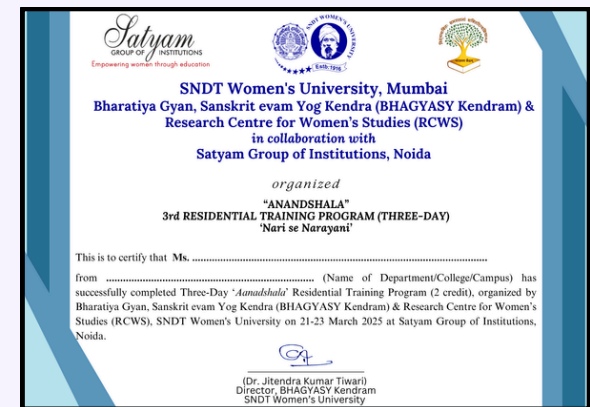 Satyam
GROUP OF INSTITUTIONS
Empowering women through education
SNDT WOMEN'S UNIVERSITY
Estb.1916
SNDT Women's University, Mumbai
Bharatiya Gyan, Sanskrit evam Yog Kendra (BHAGYASY Kendram) &
Research Centre for Women's Studies (RCWS)
in collaboration with
Satyam Group of Institutions, Noida
organized
“ANANDSHALA”
3rd RESIDENTIAL TRAINING PROGRAM (THREE-DAY)
‘Nari se Narayani’
This is to certify that Ms. ....................................................................................................
from ...................................................................... (Name of Department/College/Campus) has
successfully completed Three-Day ‘Aanadshala’ Residential Training Program (2 credit), organized by
Bharatiya Gyan, Sanskrit evam Yog Kendra (BHAGYASY Kendram) & Research Centre for Women’s
Studies (RCWS), SNDT Women's University on 21-23 March 2025 at Satyam Group of Institutions,
Noida.
(Dr. Jitendra Kumar Tiwari)
Director, BHAGYASY Kendram
SNDT Women's University